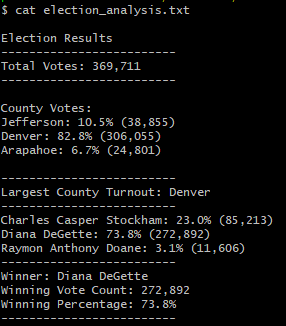 $ cat election_analysis.txt
Election Results
-------------------------
Total Votes: 369,711
-------------------------
County Votes:
Jefferson: 10.5% (38,855)
Denver: 82.8% (306,055)
Arapahoe: 6.7% (24,801)
-------------------------
Largest County Turnout: Denver
-------------------------
Charles Casper Stockham: 23.0% (85,213)
Diana DeGette: 73.8% (272,892)
Raymon Anthony Doane: 3.1% (11,606)
-------------------------
Winner: Diana DeGette
Winning Vote Count: 272,892
Winning Percentage: 73.8%
-------------------------